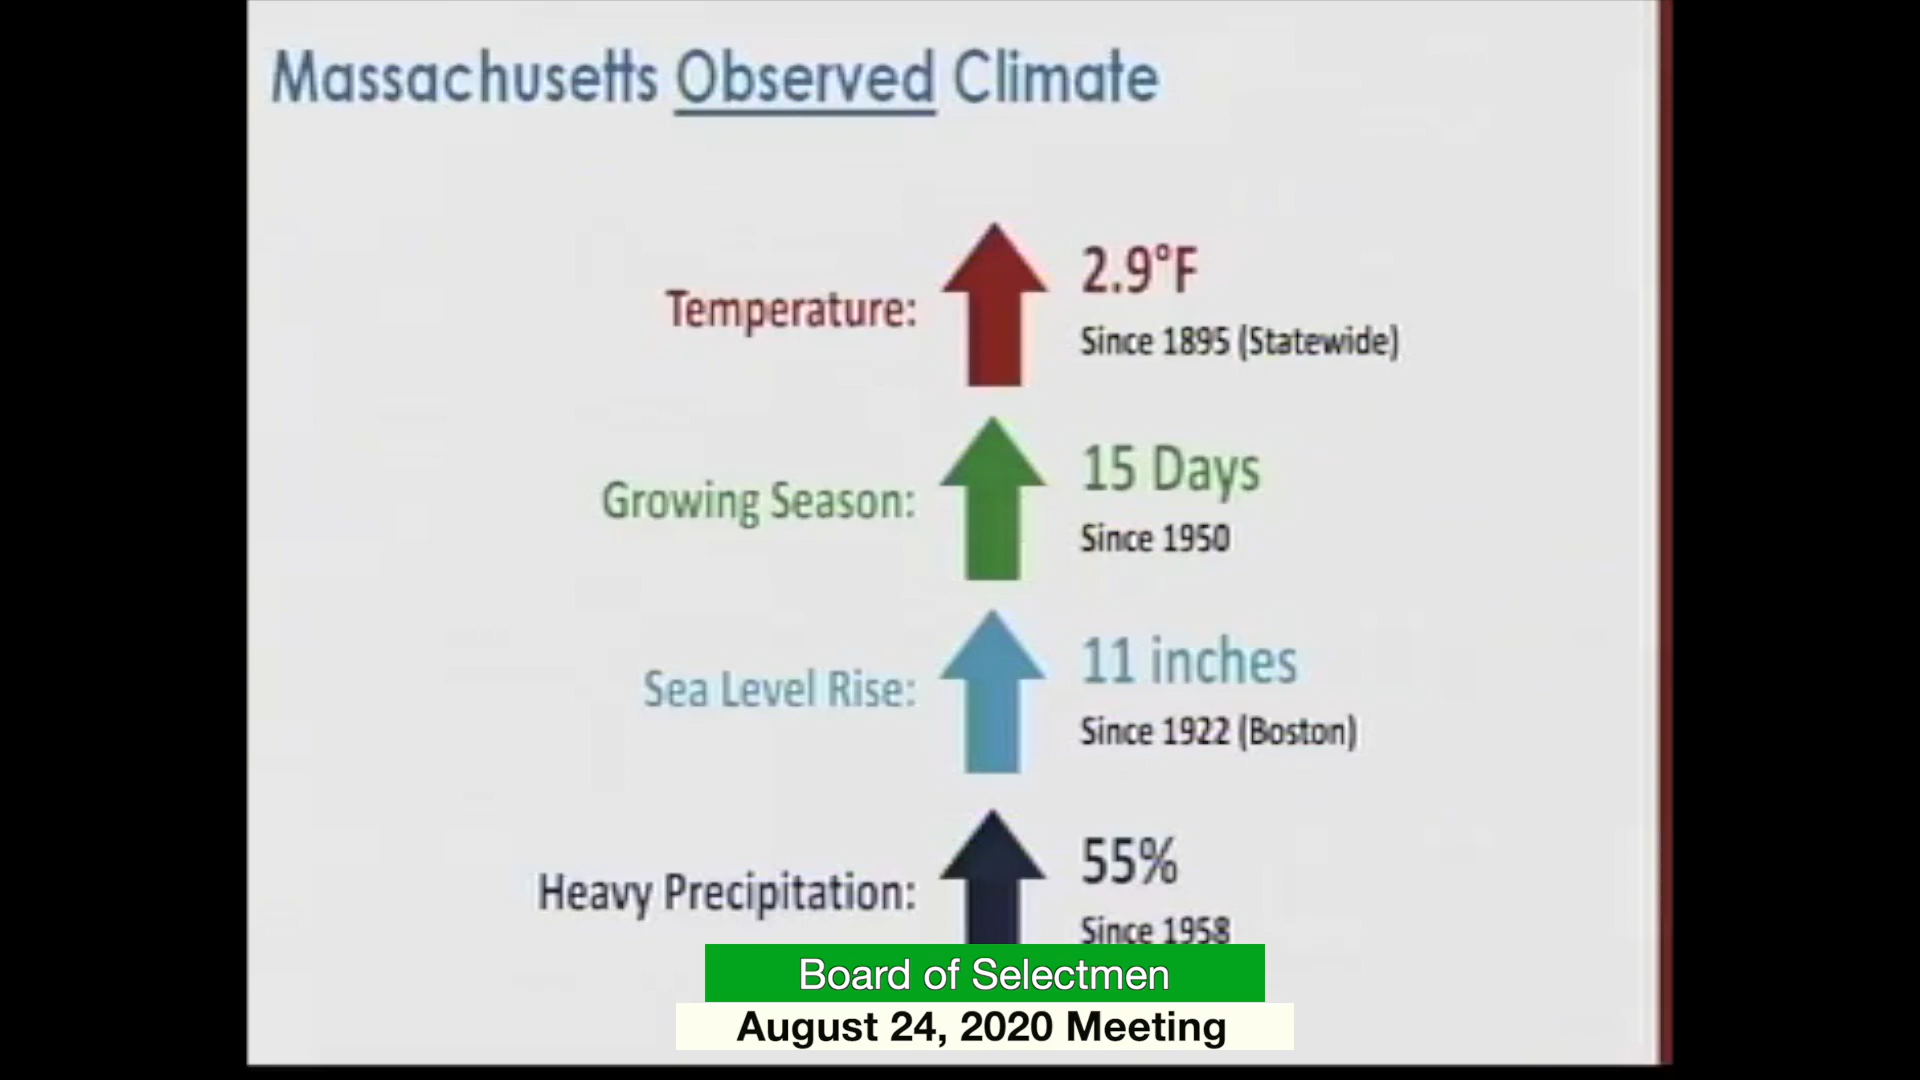 Massachusetts Observed Climate
Temperature:
2.9°F
Since 1895 (Statewide)
Growing Season:
15 Days
Since 1950
Sea Level Rise:
11 inches
Since 1922 (Boston)
Heavy Precipitation:
55%
Since 1958
Board of Selectmen
August 24, 2020 Meeting